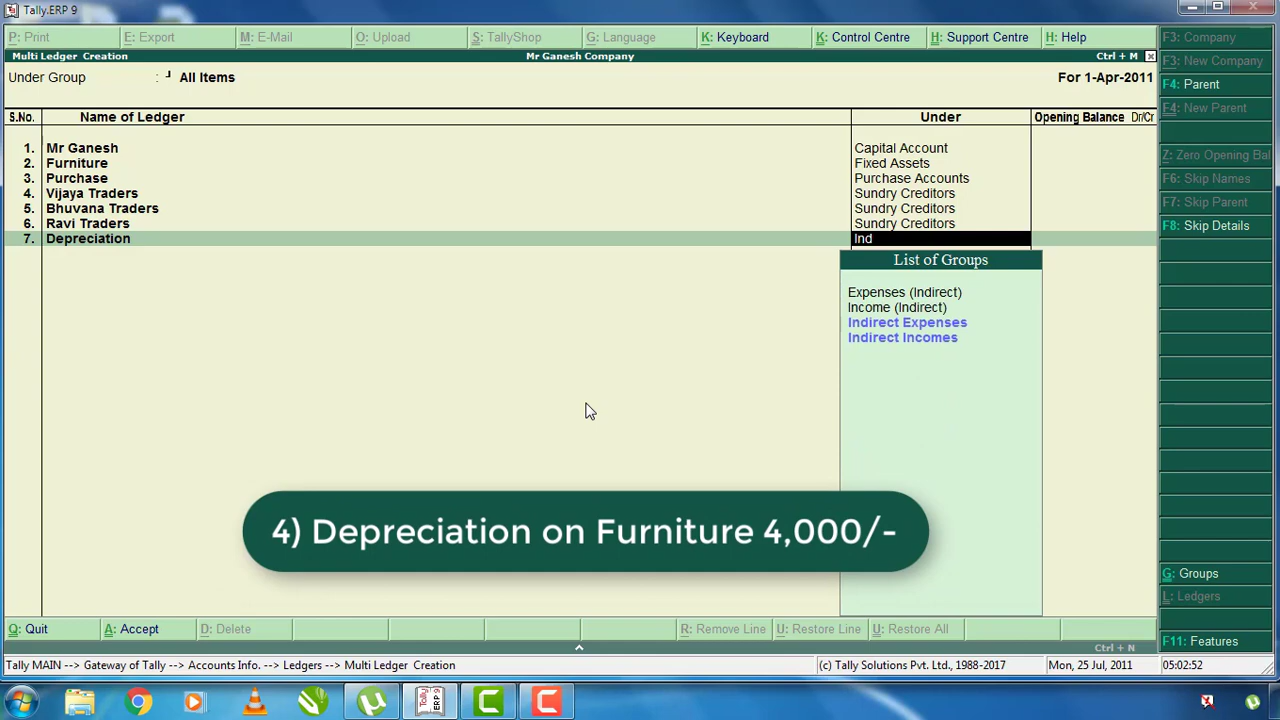 Tally.ERP 9
P: Print E: Export M: E-Mail O: Upload S: TallyShop G: Language K: Keyboard K: Control Centre H: Support Centre H: Help
Multi Ledger Creation Mr Ganesh Company Ctrl + M
Under Group : ┘ All Items For 1-Apr-2011
S.No. Name of Ledger Under Opening Balance Dr/Cr
1. Mr Ganesh Capital Account
2. Furniture Fixed Assets
3. Purchase Purchase Accounts
4. Vijaya Traders Sundry Creditors
5. Bhuvana Traders Sundry Creditors
6. Ravi Traders Sundry Creditors
7. Depreciation Ind
List of Groups
Expenses (Indirect)
Income (Indirect)
Indirect Expenses
Indirect Incomes
4) Depreciation on Furniture 4,000/-
F3: Company
F3: New Company
F4: Parent
F4: New Parent
Z: Zero Opening Bal
F6: Skip Names
F7: Skip Parent
F8: Skip Details
G: Groups
L: Ledgers
F11: Features
Q: Quit A: Accept D: Delete R: Remove Line U: Restore Line U: Restore All
Ctrl + N
Tally MAIN --> Gateway of Tally --> Accounts Info. --> Ledgers --> Multi Ledger Creation (c) Tally Solutions Pvt. Ltd., 1988-2017 Mon, 25 Jul, 2011 05:02:52
Tally ERP 9